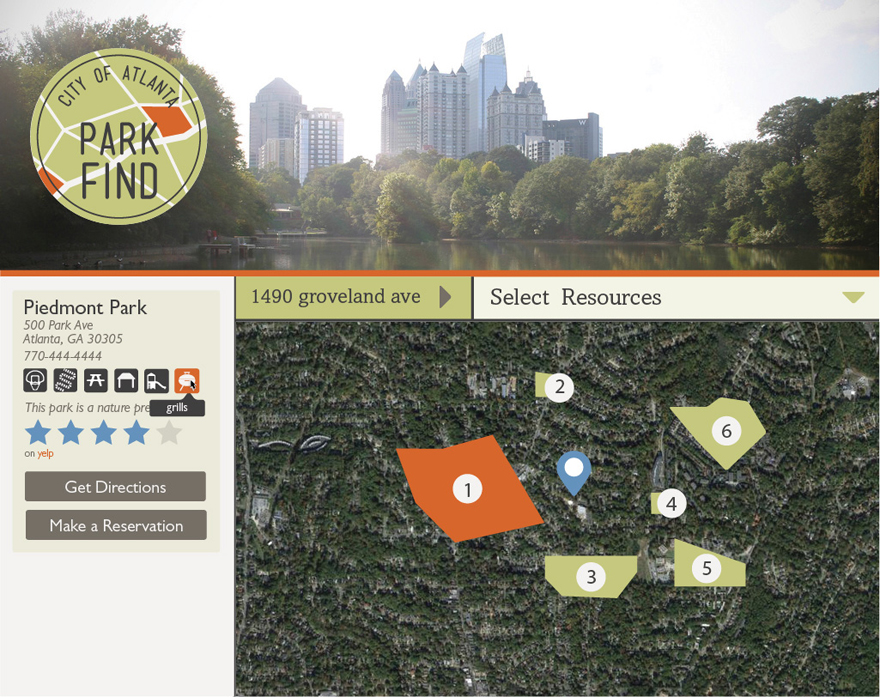 CITY OF ATLANTA
PARK
FIND
1490 groveland ave
Select Resources
Piedmont Park
500 Park Ave
Atlanta, GA 30305
770-444-4444
grills
This park is a nature
on yelp
Get Directions
Make a Reservation
1
2
3
4
5
6